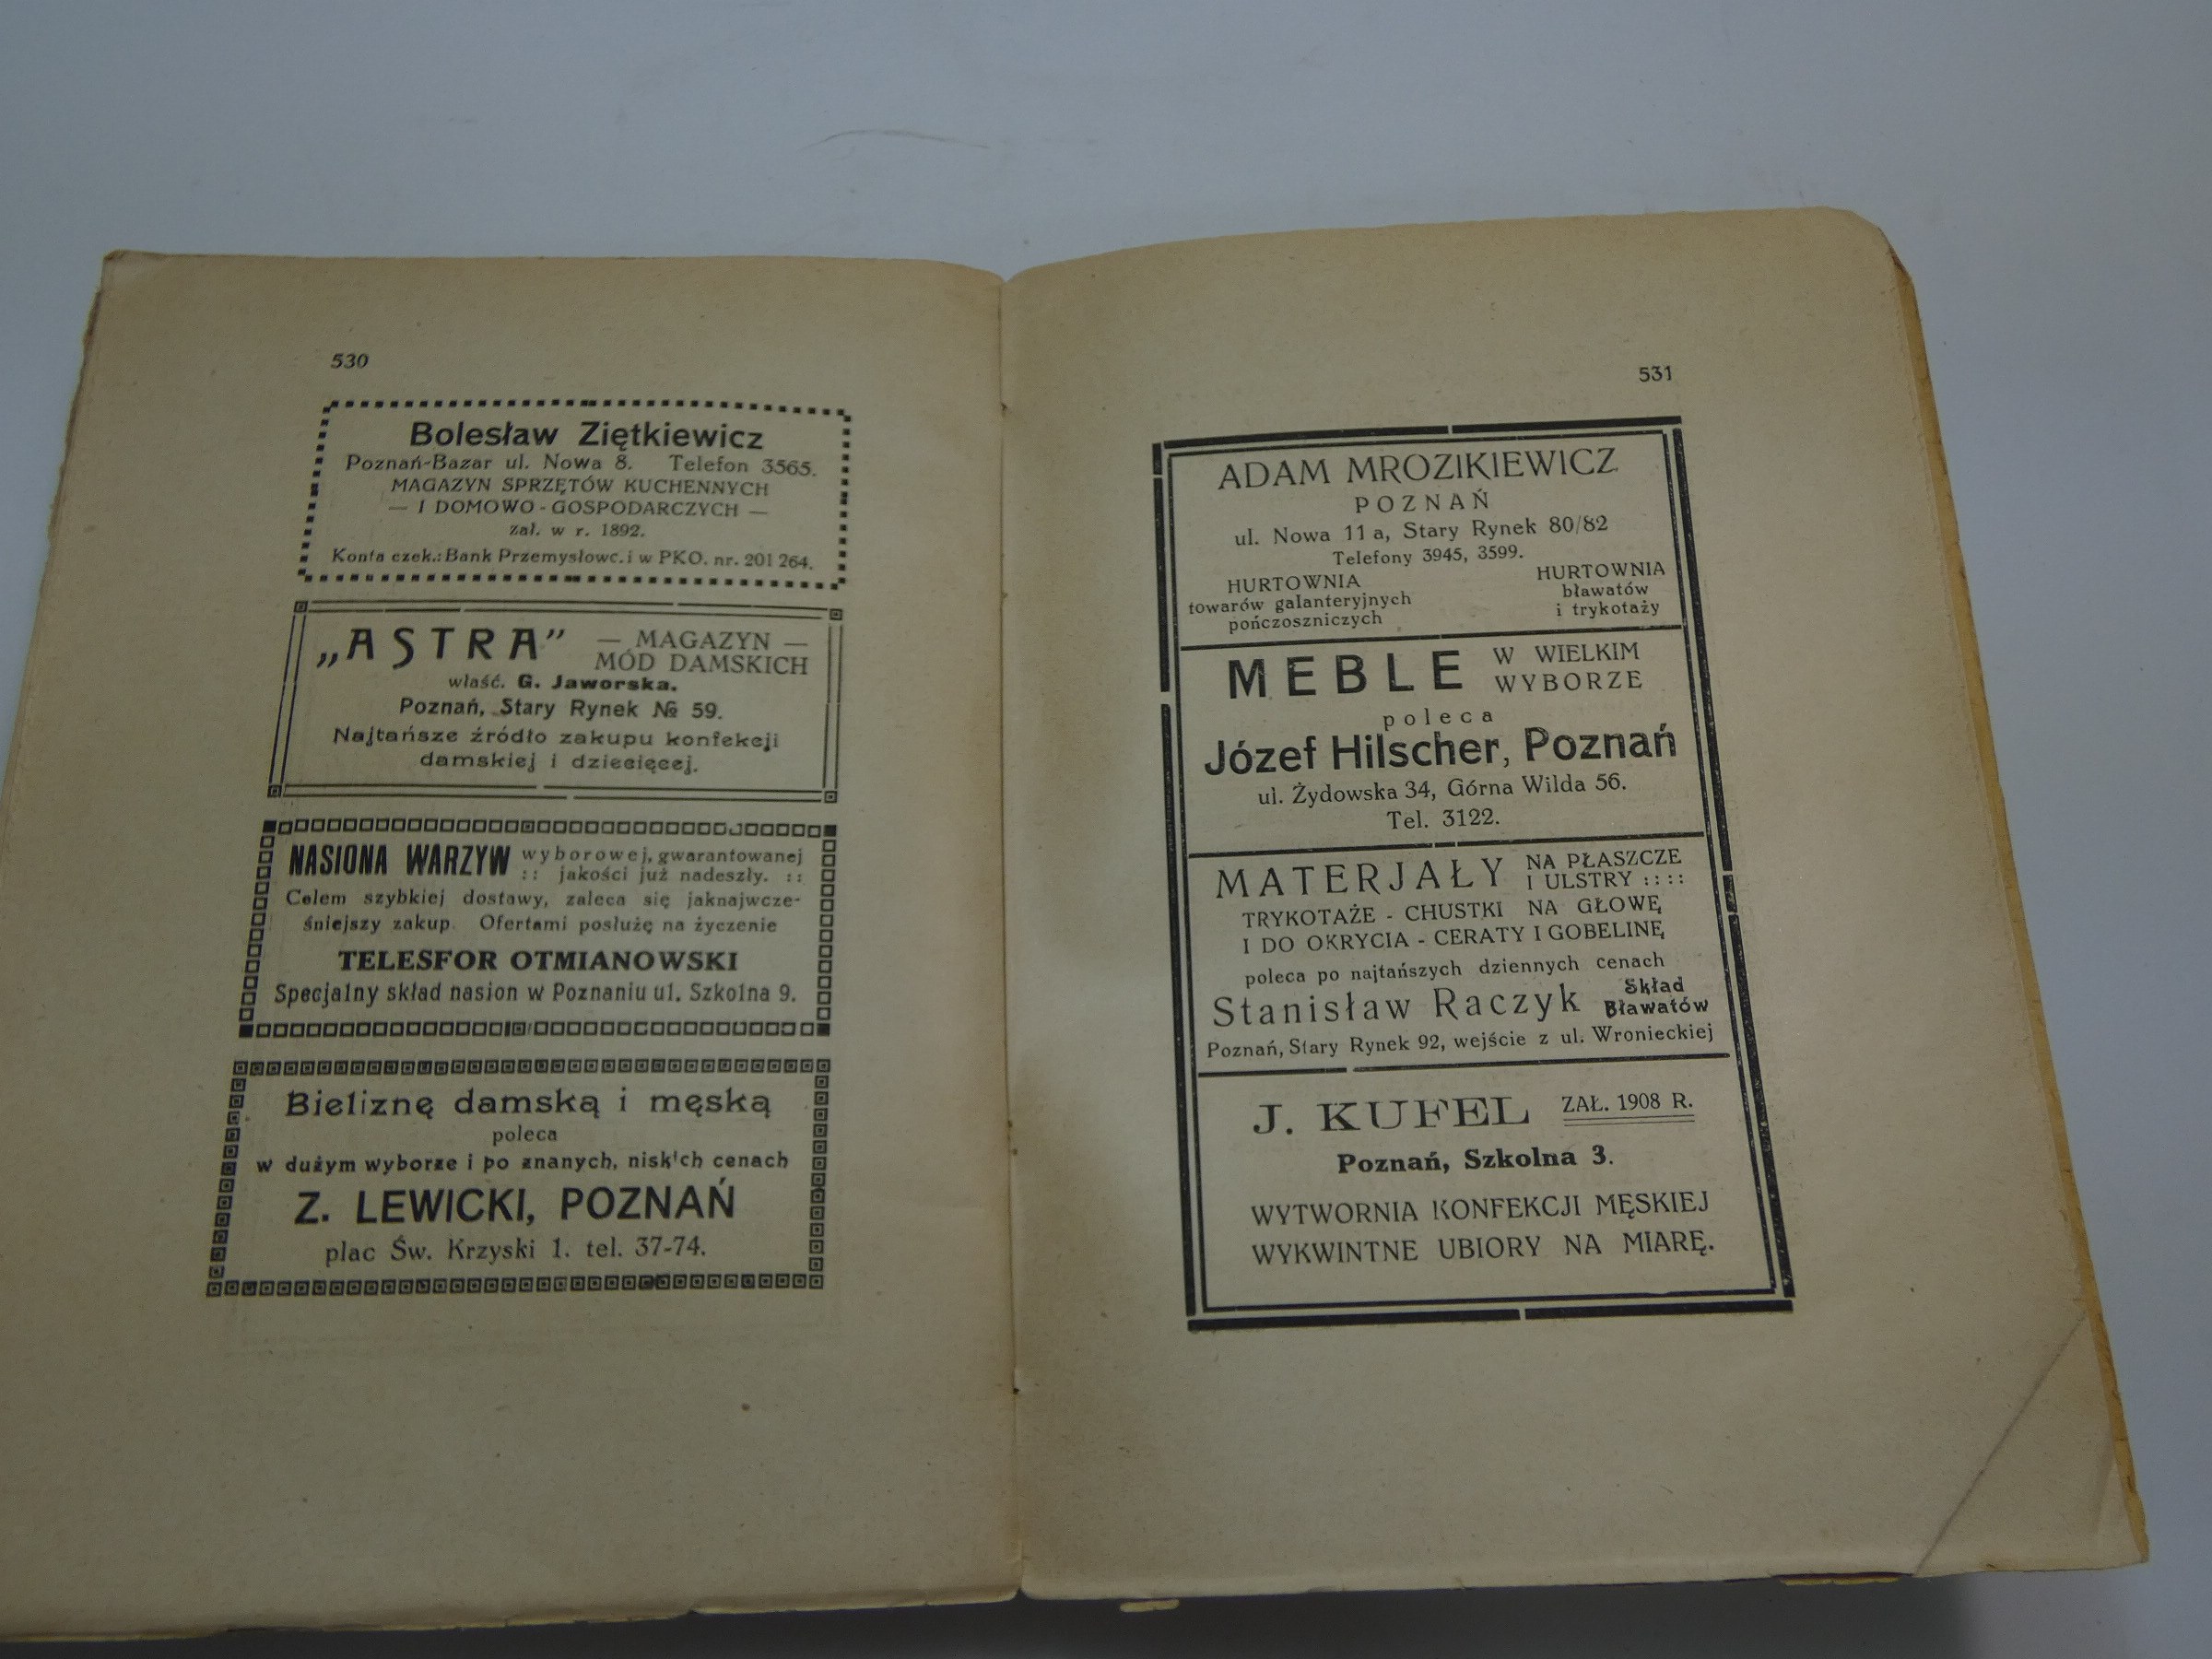 530
Bolesław Ziętkiewicz
Poznań-Bazar ul. Nowa 8. Telefon 3565.
MAGAZYN SPRZĘTÓW KUCHENNYCH
— I DOMOWO-GOSPODARCZYCH —
zał. w r. 1892.
Konta czek.: Bank Przemysłowc. i w PKO. nr. 201 264.
„ASTRA” — MAGAZYN —
MÓD DAMSKICH
właśc. G. Jaworska.
Poznań, Stary Rynek № 59.
Najtańsze źródło zakupu konfekcji
damskiej i dziecięcej.
NASIONA WARZYW wyborowej, gwarantowanej
:: jakości już nadeszły. ::
Celem szybkiej dostawy, zaleca się jaknajwcze-
śniejszy zakup. Ofertami posłużę na życzenie
TELESFOR OTMIANOWSKI
Specjalny skład nasion w Poznaniu ul. Szkolna 9.
Bieliznę damską i męską
poleca
w dużym wyborze i po znanych, niskich cenach
Z. LEWICKI, POZNAŃ
plac Św. Krzyski 1. tel. 37-74.
531
ADAM MROZIKIEWICZ
POZNAŃ
ul. Nowa 11 a, Stary Rynek 80/82
Telefony 3945, 3599.
HURTOWNIA
towarów galanteryjnych
pończoszniczych
HURTOWNIA
bławatów
i trykotaży
MEBLE W WIELKIM
WYBORZE
poleca
Józef Hilscher, Poznań
ul. Żydowska 34, Górna Wilda 56.
Tel. 3122.
MATERJAŁY NA PŁASZCZE
I ULSTRY ::::
TRYKOTAŻE - CHUSTKI NA GŁOWĘ
I DO OKRYCIA - CERATY I GOBELINĘ
poleca po najtańszych dziennych cenach
Stanisław Raczyk Skład
Bławatów
Poznań, Stary Rynek 92, wejście z ul. Wronieckiej
J. KUFEL ZAŁ. 1908 R.
Poznań, Szkolna 3.
WYTWORNIA KONFEKCJI MĘSKIEJ
WYKWINTNE UBIORY NA MIARĘ.